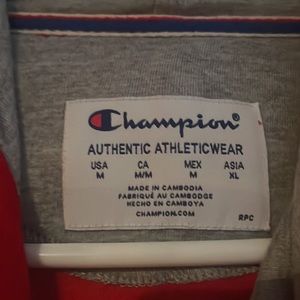 Champion®
AUTHENTIC ATHLETICWEAR
USA CA MEX ASIA
M M/M M XL
MADE IN CAMBODIA
FABRIQUÉ AU CAMBODGE
HECHO EN CAMBOYA
CHAMPION.COM
RPC